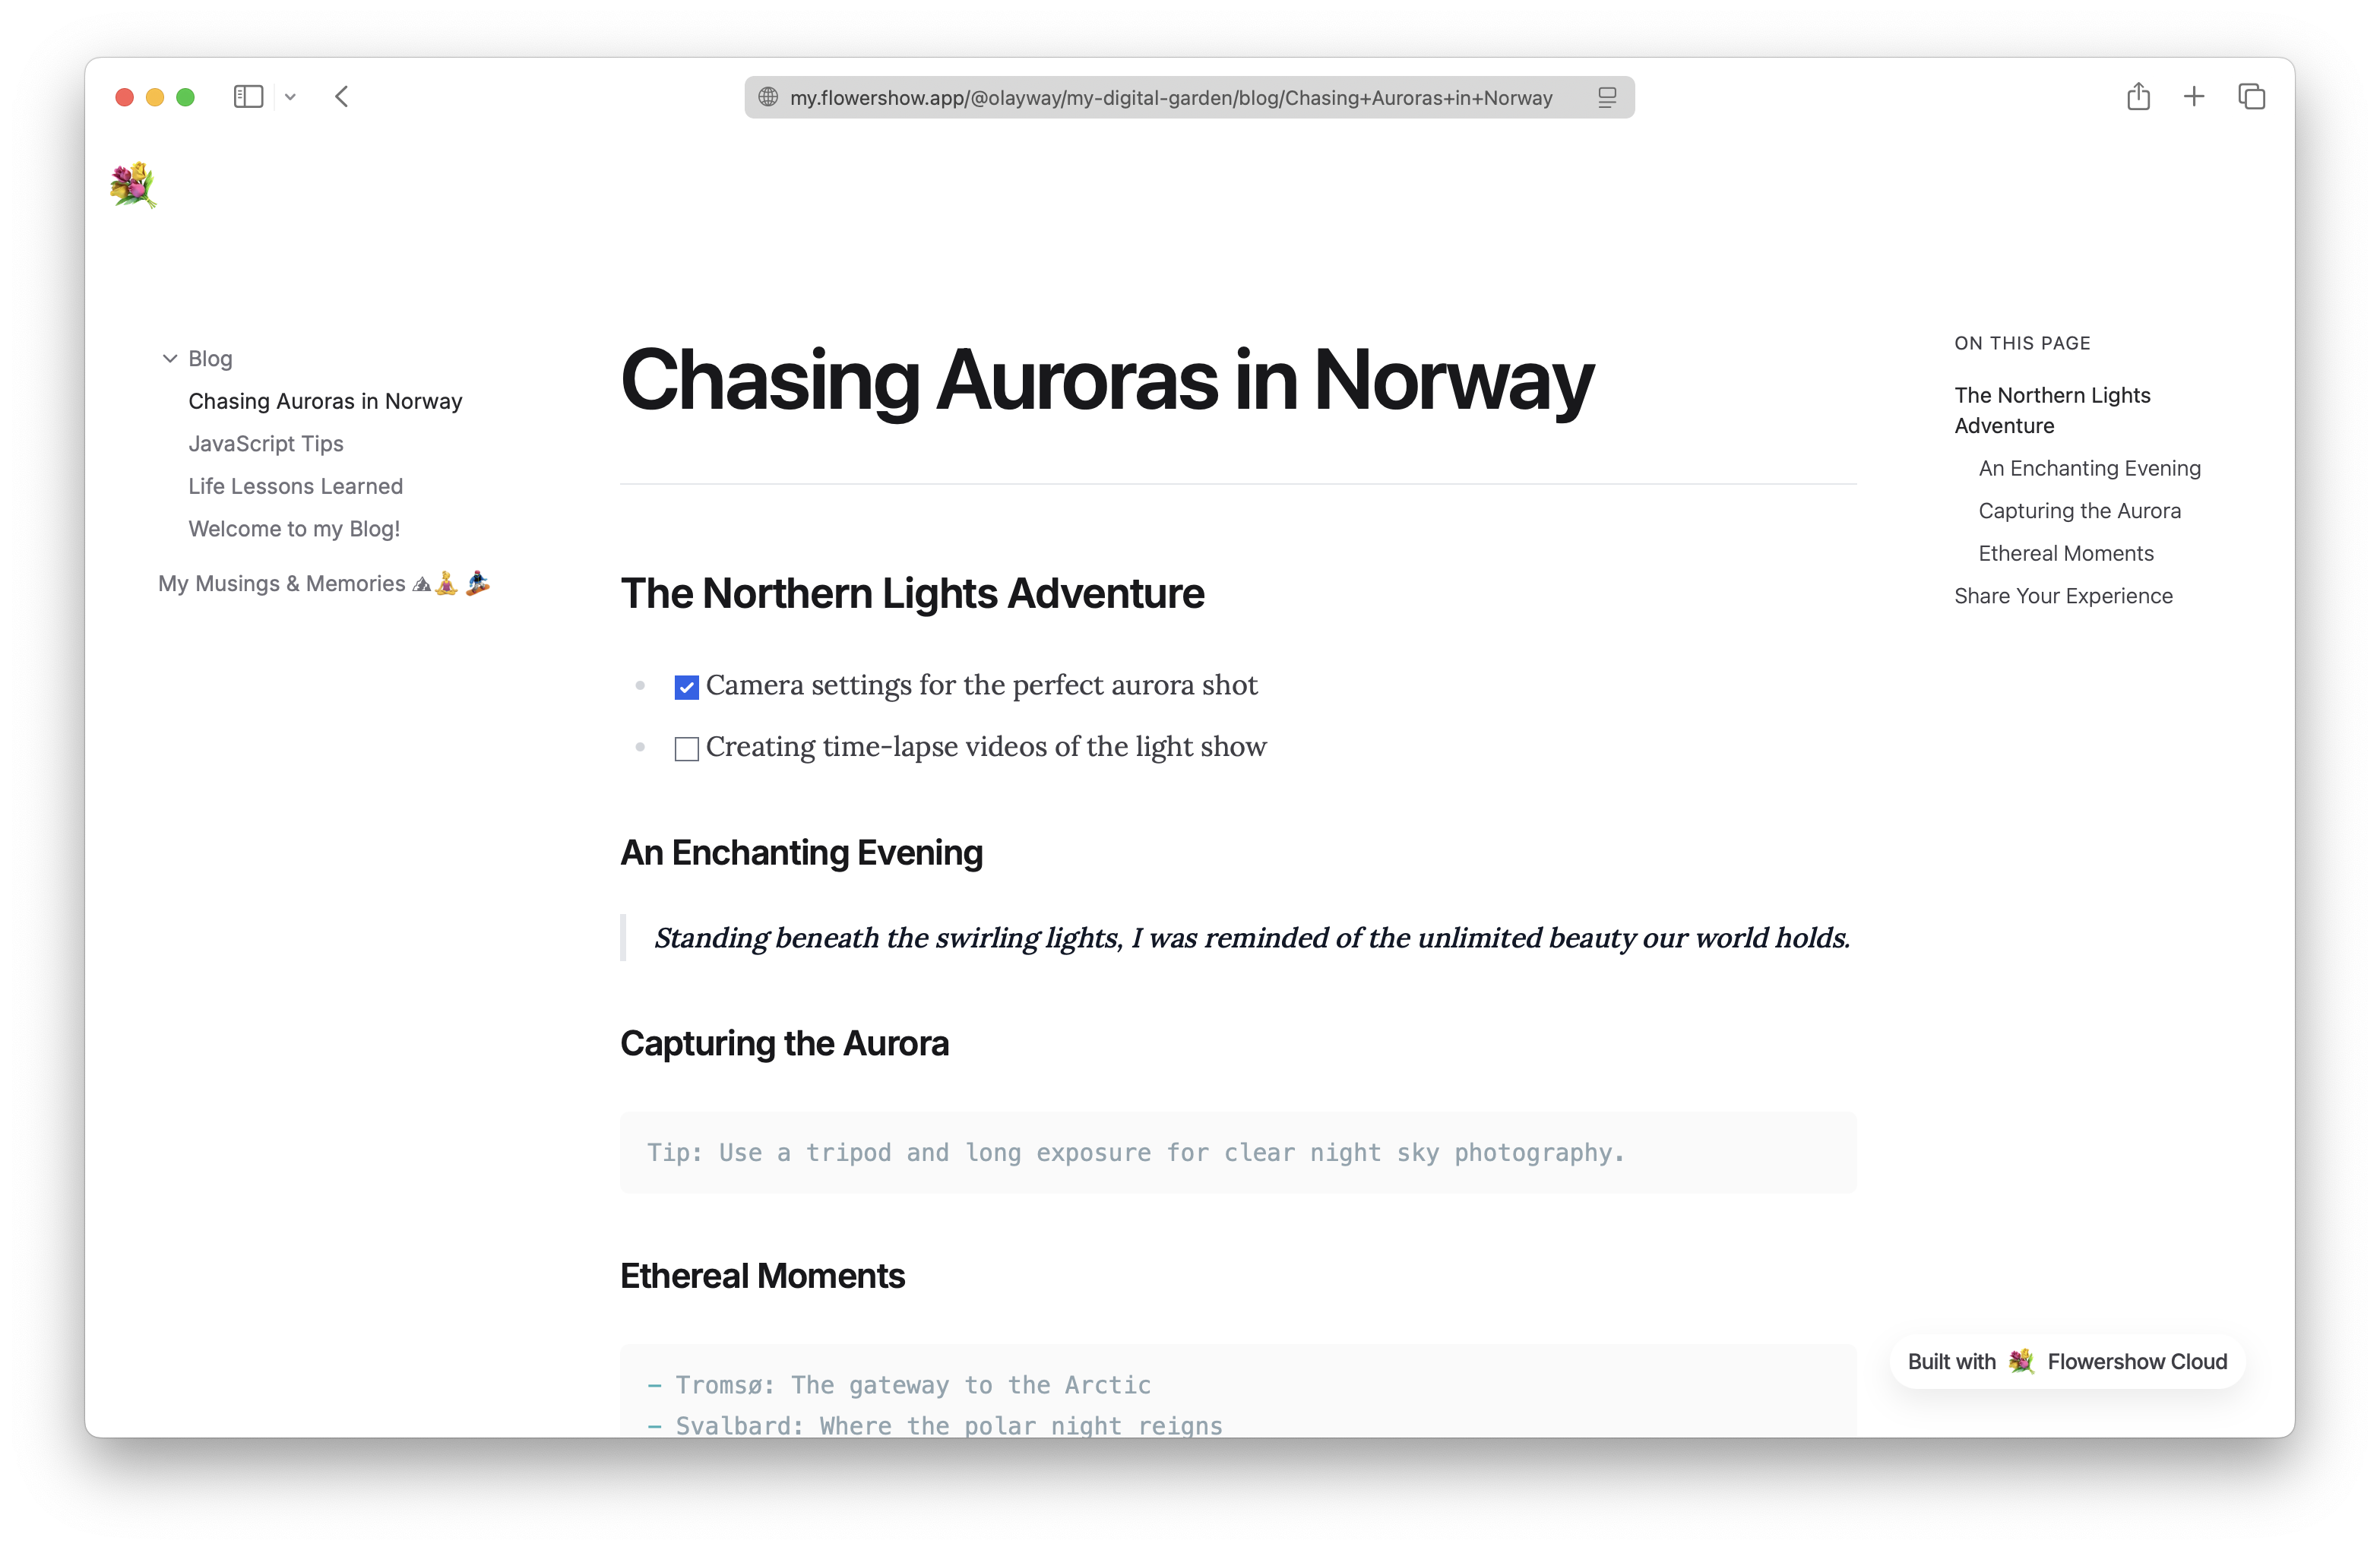 my.flowershow.app/@olayway/my-digital-garden/blog/Chasing+Auroras+in+Norway
Blog
Chasing Auroras in Norway
JavaScript Tips
Life Lessons Learned
Welcome to my Blog!
My Musings & Memories 🏔🧘‍♀️ 🏂
Chasing Auroras in Norway
The Northern Lights Adventure
Camera settings for the perfect aurora shot
Creating time-lapse videos of the light show
An Enchanting Evening
Standing beneath the swirling lights, I was reminded of the unlimited beauty our world holds.
Capturing the Aurora
Tip: Use a tripod and long exposure for clear night sky photography.
Ethereal Moments
- Tromsø: The gateway to the Arctic
- Svalbard: Where the polar night reigns
ON THIS PAGE
The Northern Lights
Adventure
An Enchanting Evening
Capturing the Aurora
Ethereal Moments
Share Your Experience
Built with 💐 Flowershow Cloud